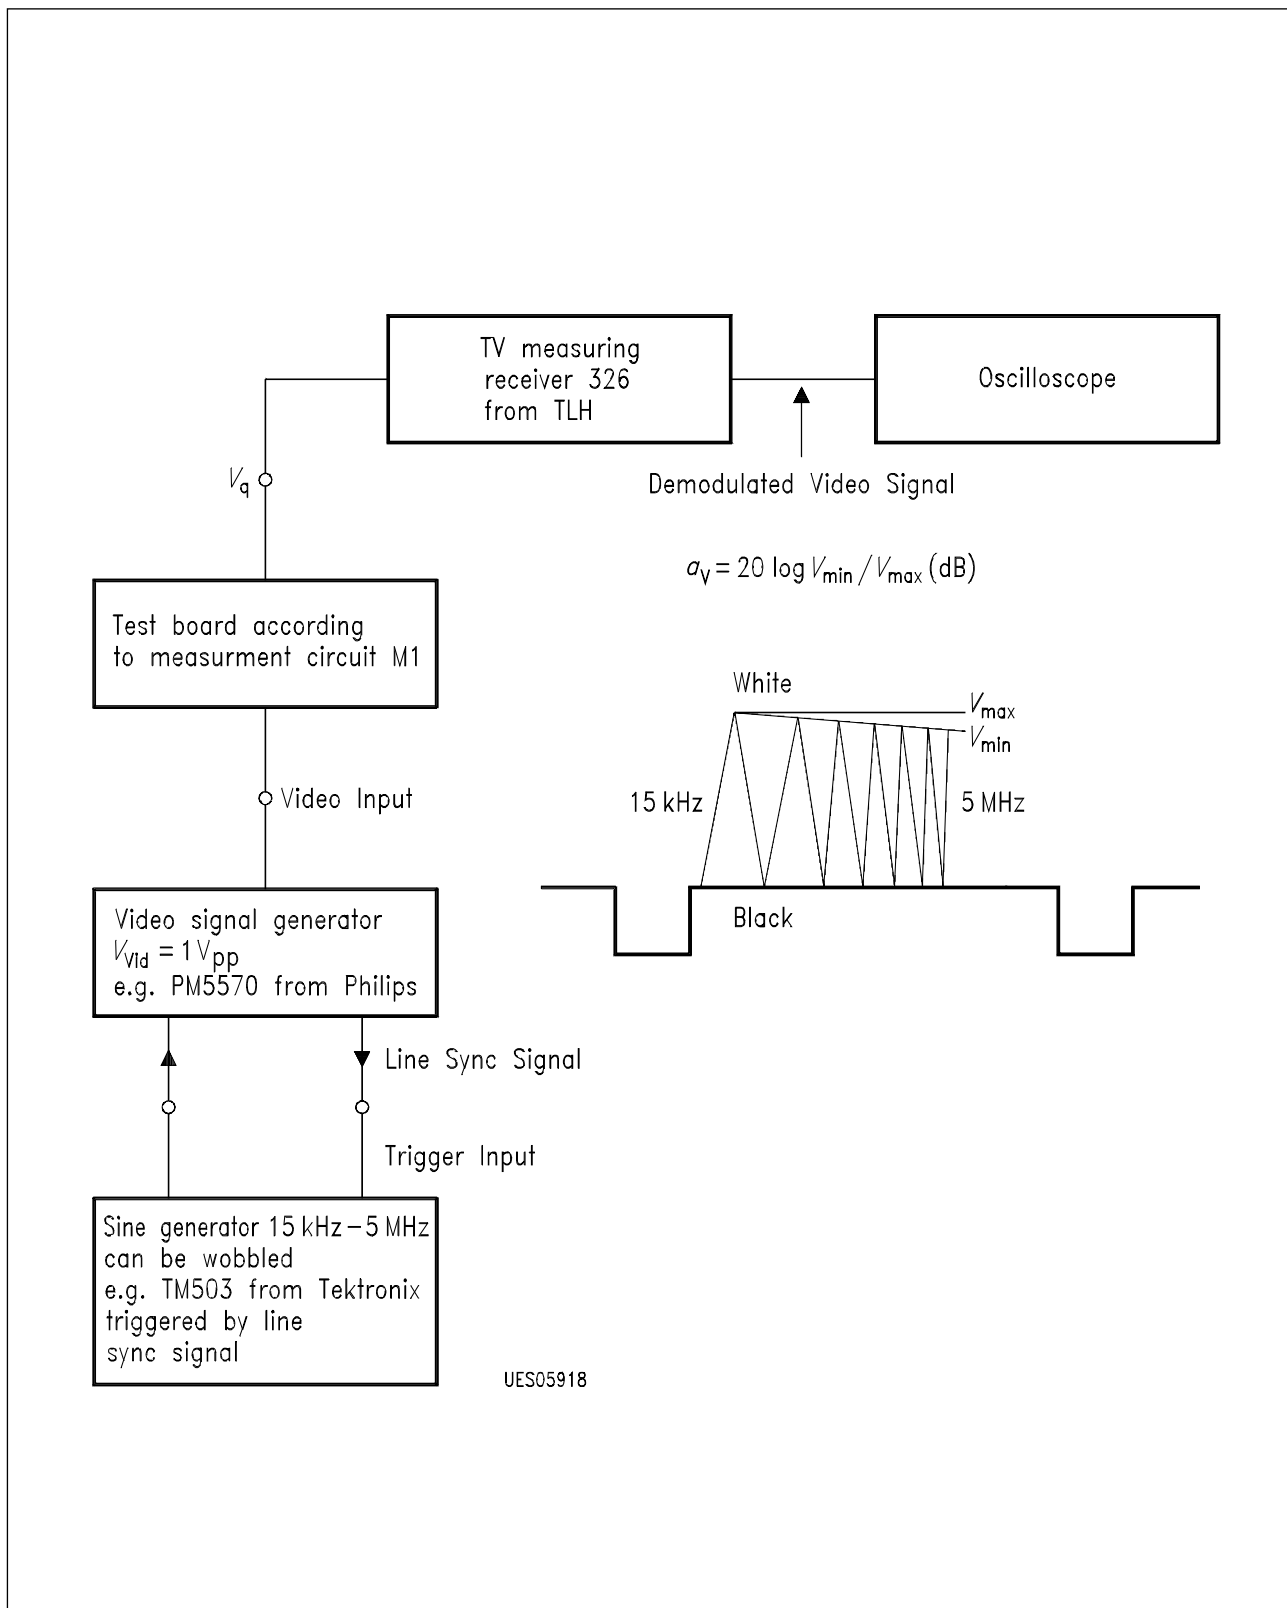 TV measuring
receiver 326
from TLH
Oscilloscope
Vq
Demodulated Video Signal
aV = 20 log Vmin / Vmax (dB)
Test board according
to measurment circuit M1
White
Vmax
Vmin
Video Input
15 kHz
5 MHz
Black
Video signal generator
VVid = 1 Vpp
e.g. PM5570 from Philips
Line Sync Signal
Trigger Input
Sine generator 15 kHz – 5 MHz
can be wobbled
e.g. TM503 from Tektronix
triggered by line
sync signal
UES05918